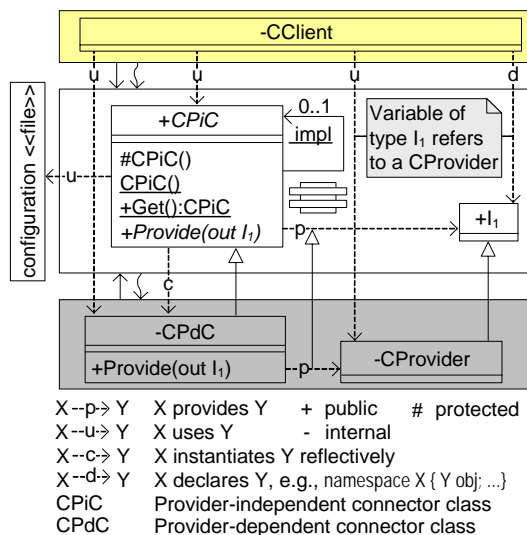 -CClient
u u u d
configuration <<file>>
u
+CPiC
#CPiC()
CPiC()
+Get():CPiC
+Provide(out I₁)
0..1
impl
Variable of
type I₁ refers
to a CProvider
p
+I₁
c
-CPdC
+Provide(out I₁)
p
-CProvider
X --p-> Y X provides Y + public # protected
X --u-> Y X uses Y - internal
X --c-> Y X instantiates Y reflectively
X --d-> Y X declares Y, e.g., namespace X { Y obj; ...}
CPiC Provider-independent connector class
CPdC Provider-dependent connector class